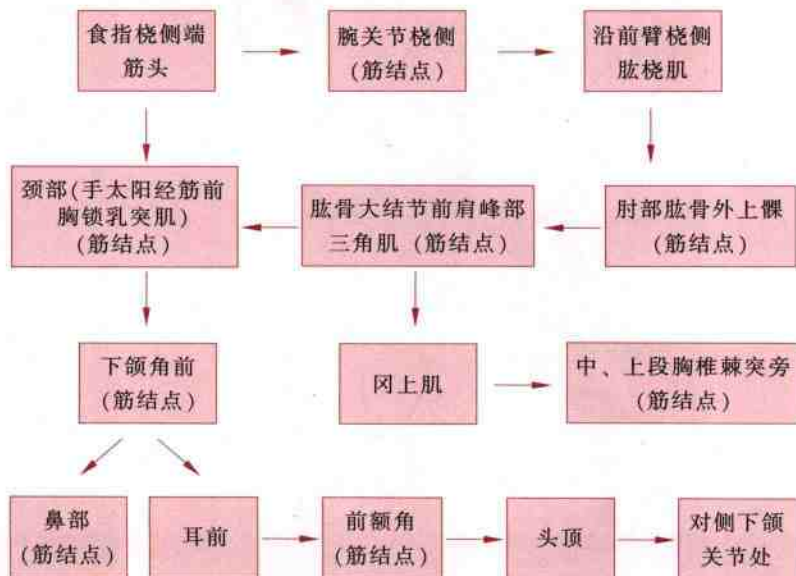 食指桡侧端
筋头
腕关节桡侧
(筋结点)
沿前臂桡侧
肱桡肌
颈部(手太阳经筋前
胸锁乳突肌)
(筋结点)
肱骨大结节前肩峰部
三角肌 (筋结点)
肘部肱骨外上髁
(筋结点)
下颌角前
(筋结点)
冈上肌
中、上段胸椎棘突旁
(筋结点)
鼻部
(筋结点)
耳前
前额角
(筋结点)
头顶
对侧下颌
关节处